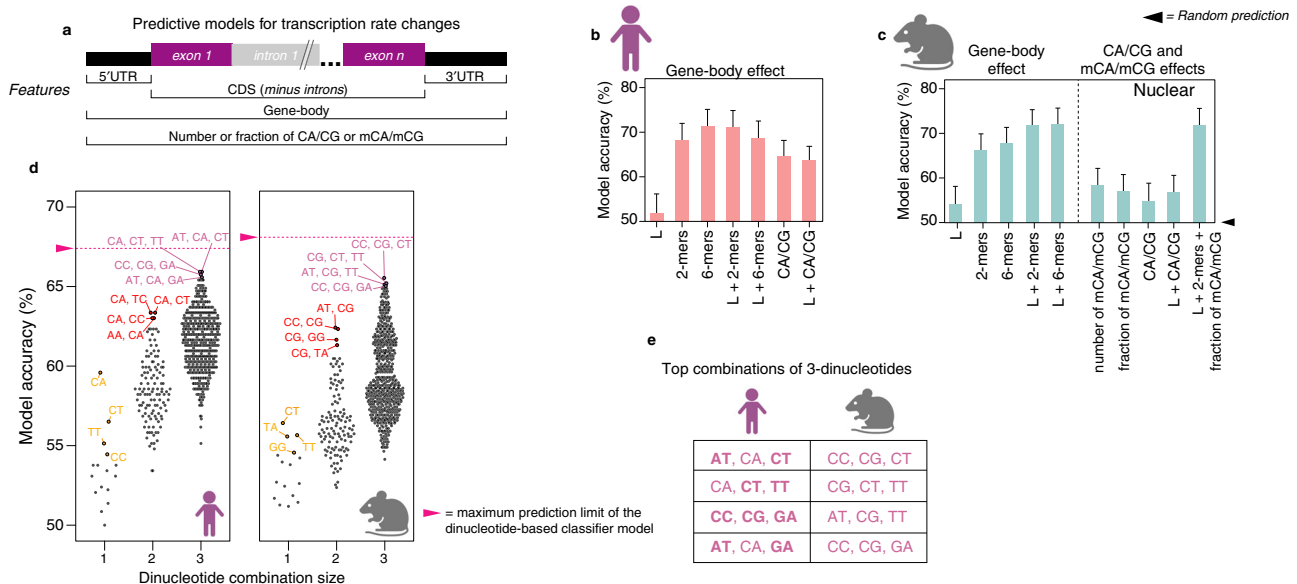 = Random prediction
a
Predictive models for transcription rate changes
exon 1
intron 1
exon n
5'UTR
3'UTR
Features
CDS (minus introns)
Gene-body
Number or fraction of CA/CG or mCA/mCG
b
Gene-body effect
Model accuracy (%)
80
70
60
50
L
2-mers
6-mers
L + 2-mers
L + 6-mers
CA/CG
L + CA/CG
c
Gene-body
effect
CA/CG and
mCA/mCG effects
Nuclear
Model accuracy (%)
80
70
60
50
L
2-mers
6-mers
L + 2-mers
L + 6-mers
number of mCA/mCG
fraction of mCA/mCG
CA/CG
L + CA/CG
L + 2-mers +
fraction of mCA/mCG
d
Model accuracy (%)
70
65
60
55
50
CA, CT, TT
AT, CA, CT
CC, CG, GA
AT, CA, GA
CA, TC
CA, CT
CA, CC
AA, CA
CA
CT
TT
CC
1
2
3
CC, CG, CT
CG, CT, TT
AT, CG, TT
CC, CG, GA
AT, CG
CC, CG
CG, GG
CG, TA
CT
TA
TT
GG
1
2
3
Dinucleotide combination size
= maximum prediction limit of the
dinucleotide-based classifier model
e
Top combinations of 3-dinucleotides
AT, CA, CT
CC, CG, CT
CA, CT, TT
CG, CT, TT
CC, CG, GA
AT, CG, TT
AT, CA, GA
CC, CG, GA